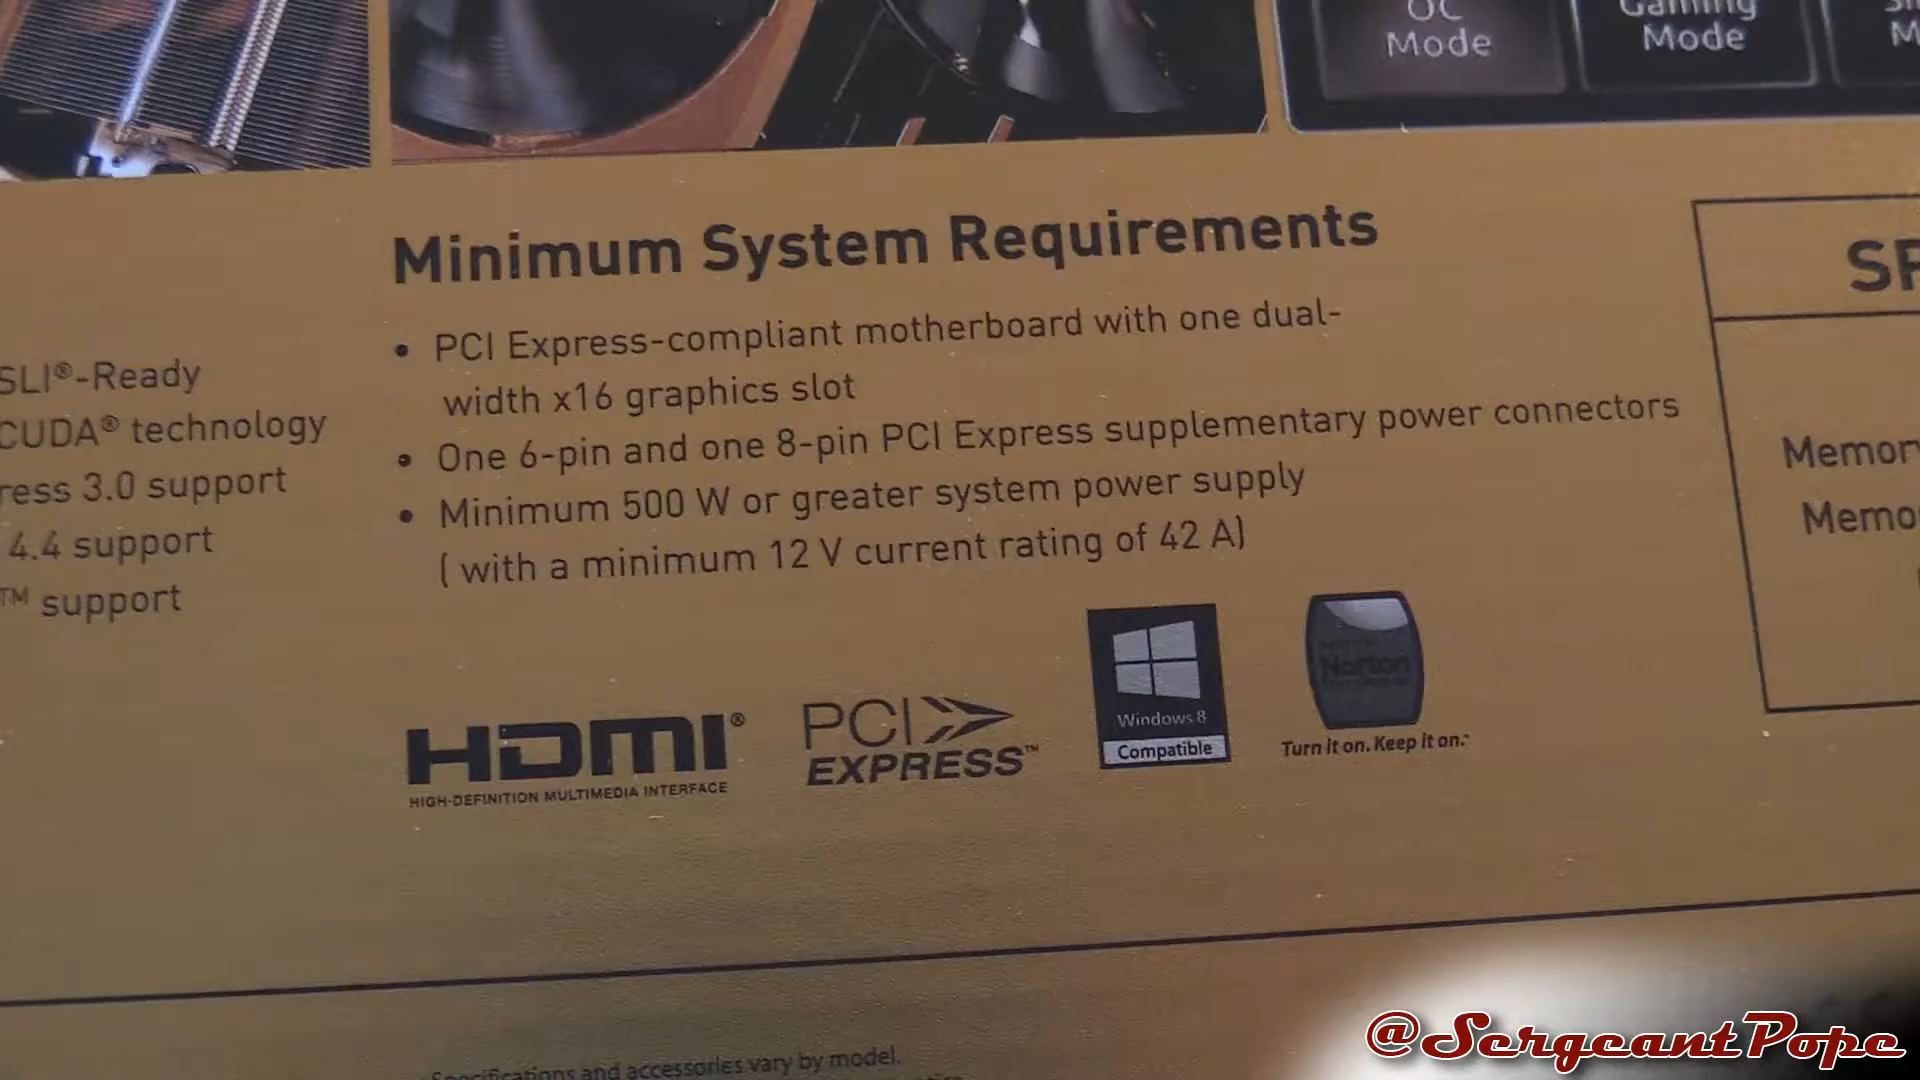 OC
Mode
Gaming
Mode
Minimum System Requirements
• PCI Express-compliant motherboard with one dual-
width x16 graphics slot
• One 6-pin and one 8-pin PCI Express supplementary power connectors
• Minimum 500 W or greater system power supply
( with a minimum 12 V current rating of 42 A)
SLI®-Ready
CUDA® technology
ress 3.0 support
4.4 support
™ support
Memor
Memo
HDMI®
HIGH-DEFINITION MULTIMEDIA INTERFACE
PCI
EXPRESS™
Windows 8
Compatible
Norton
Turn it on. Keep it on.
Specifications and accessories vary by model.
@SergeantPope